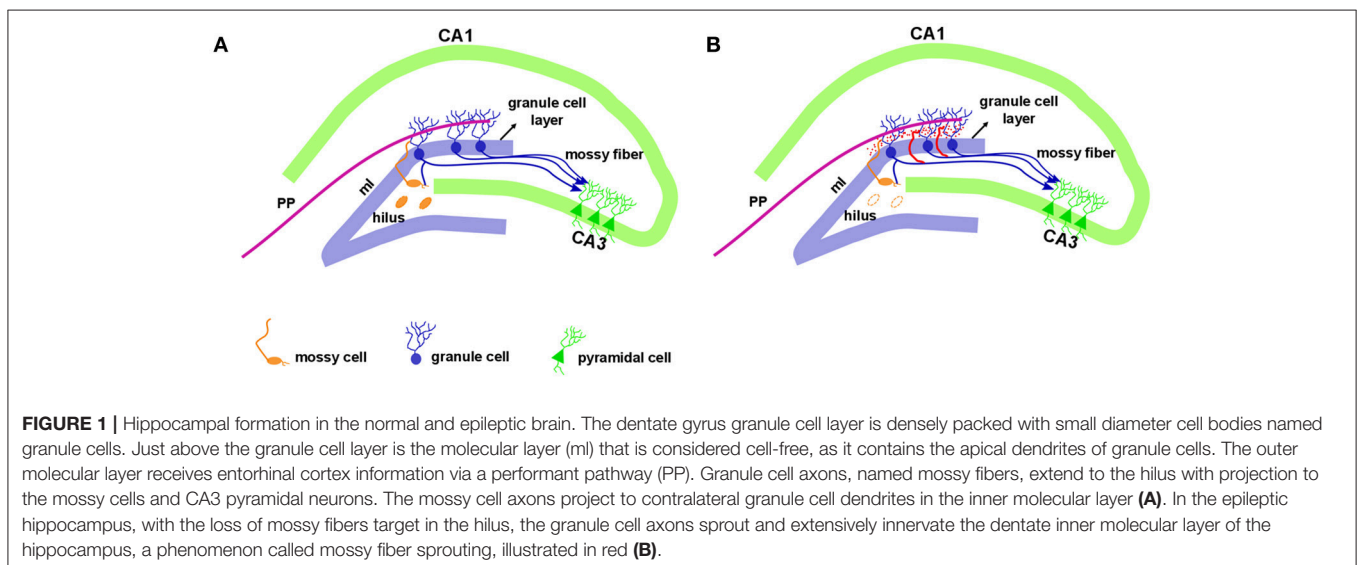 A
CA1
granule cell
layer
mossy fiber
ml
PP
hilus
CA3
B
CA1
granule cell
layer
mossy fiber
ml
PP
hilus
CA3
mossy cell
granule cell
pyramidal cell
FIGURE 1 | Hippocampal formation in the normal and epileptic brain. The dentate gyrus granule cell layer is densely packed with small diameter cell bodies named
granule cells. Just above the granule cell layer is the molecular layer (ml) that is considered cell-free, as it contains the apical dendrites of granule cells. The outer
molecular layer receives entorhinal cortex information via a performant pathway (PP). Granule cell axons, named mossy fibers, extend to the hilus with projection to
the mossy cells and CA3 pyramidal neurons. The mossy cell axons project to contralateral granule cell dendrites in the inner molecular layer (A). In the epileptic
hippocampus, with the loss of mossy fibers target in the hilus, the granule cell axons sprout and extensively innervate the dentate inner molecular layer of the
hippocampus, a phenomenon called mossy fiber sprouting, illustrated in red (B).